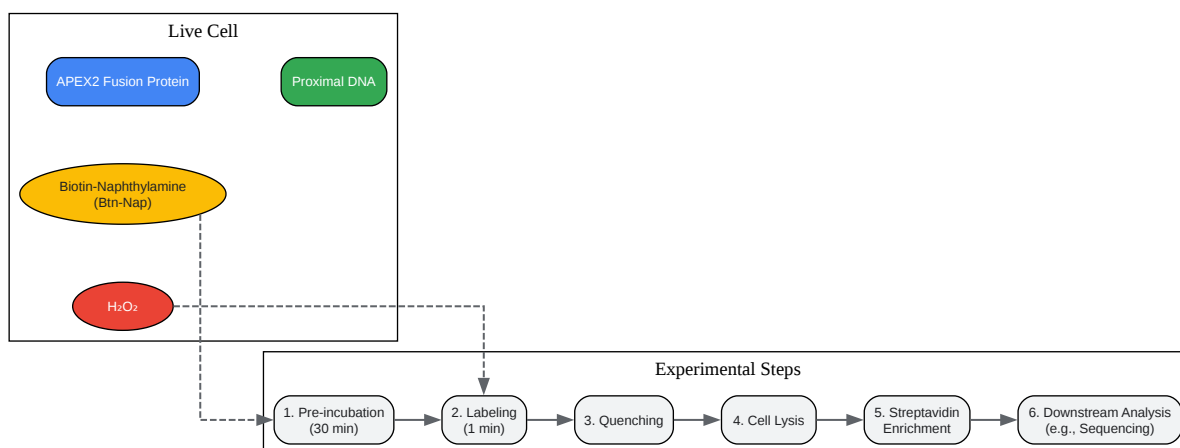 Live Cell
APEX2 Fusion Protein
Proximal DNA
Biotin-Naphthylamine
(Btn-Nap)
H₂O₂
Experimental Steps
1. Pre-incubation
(30 min)
2. Labeling
(1 min)
3. Quenching
4. Cell Lysis
5. Streptavidin
Enrichment
6. Downstream Analysis
(e.g., Sequencing)